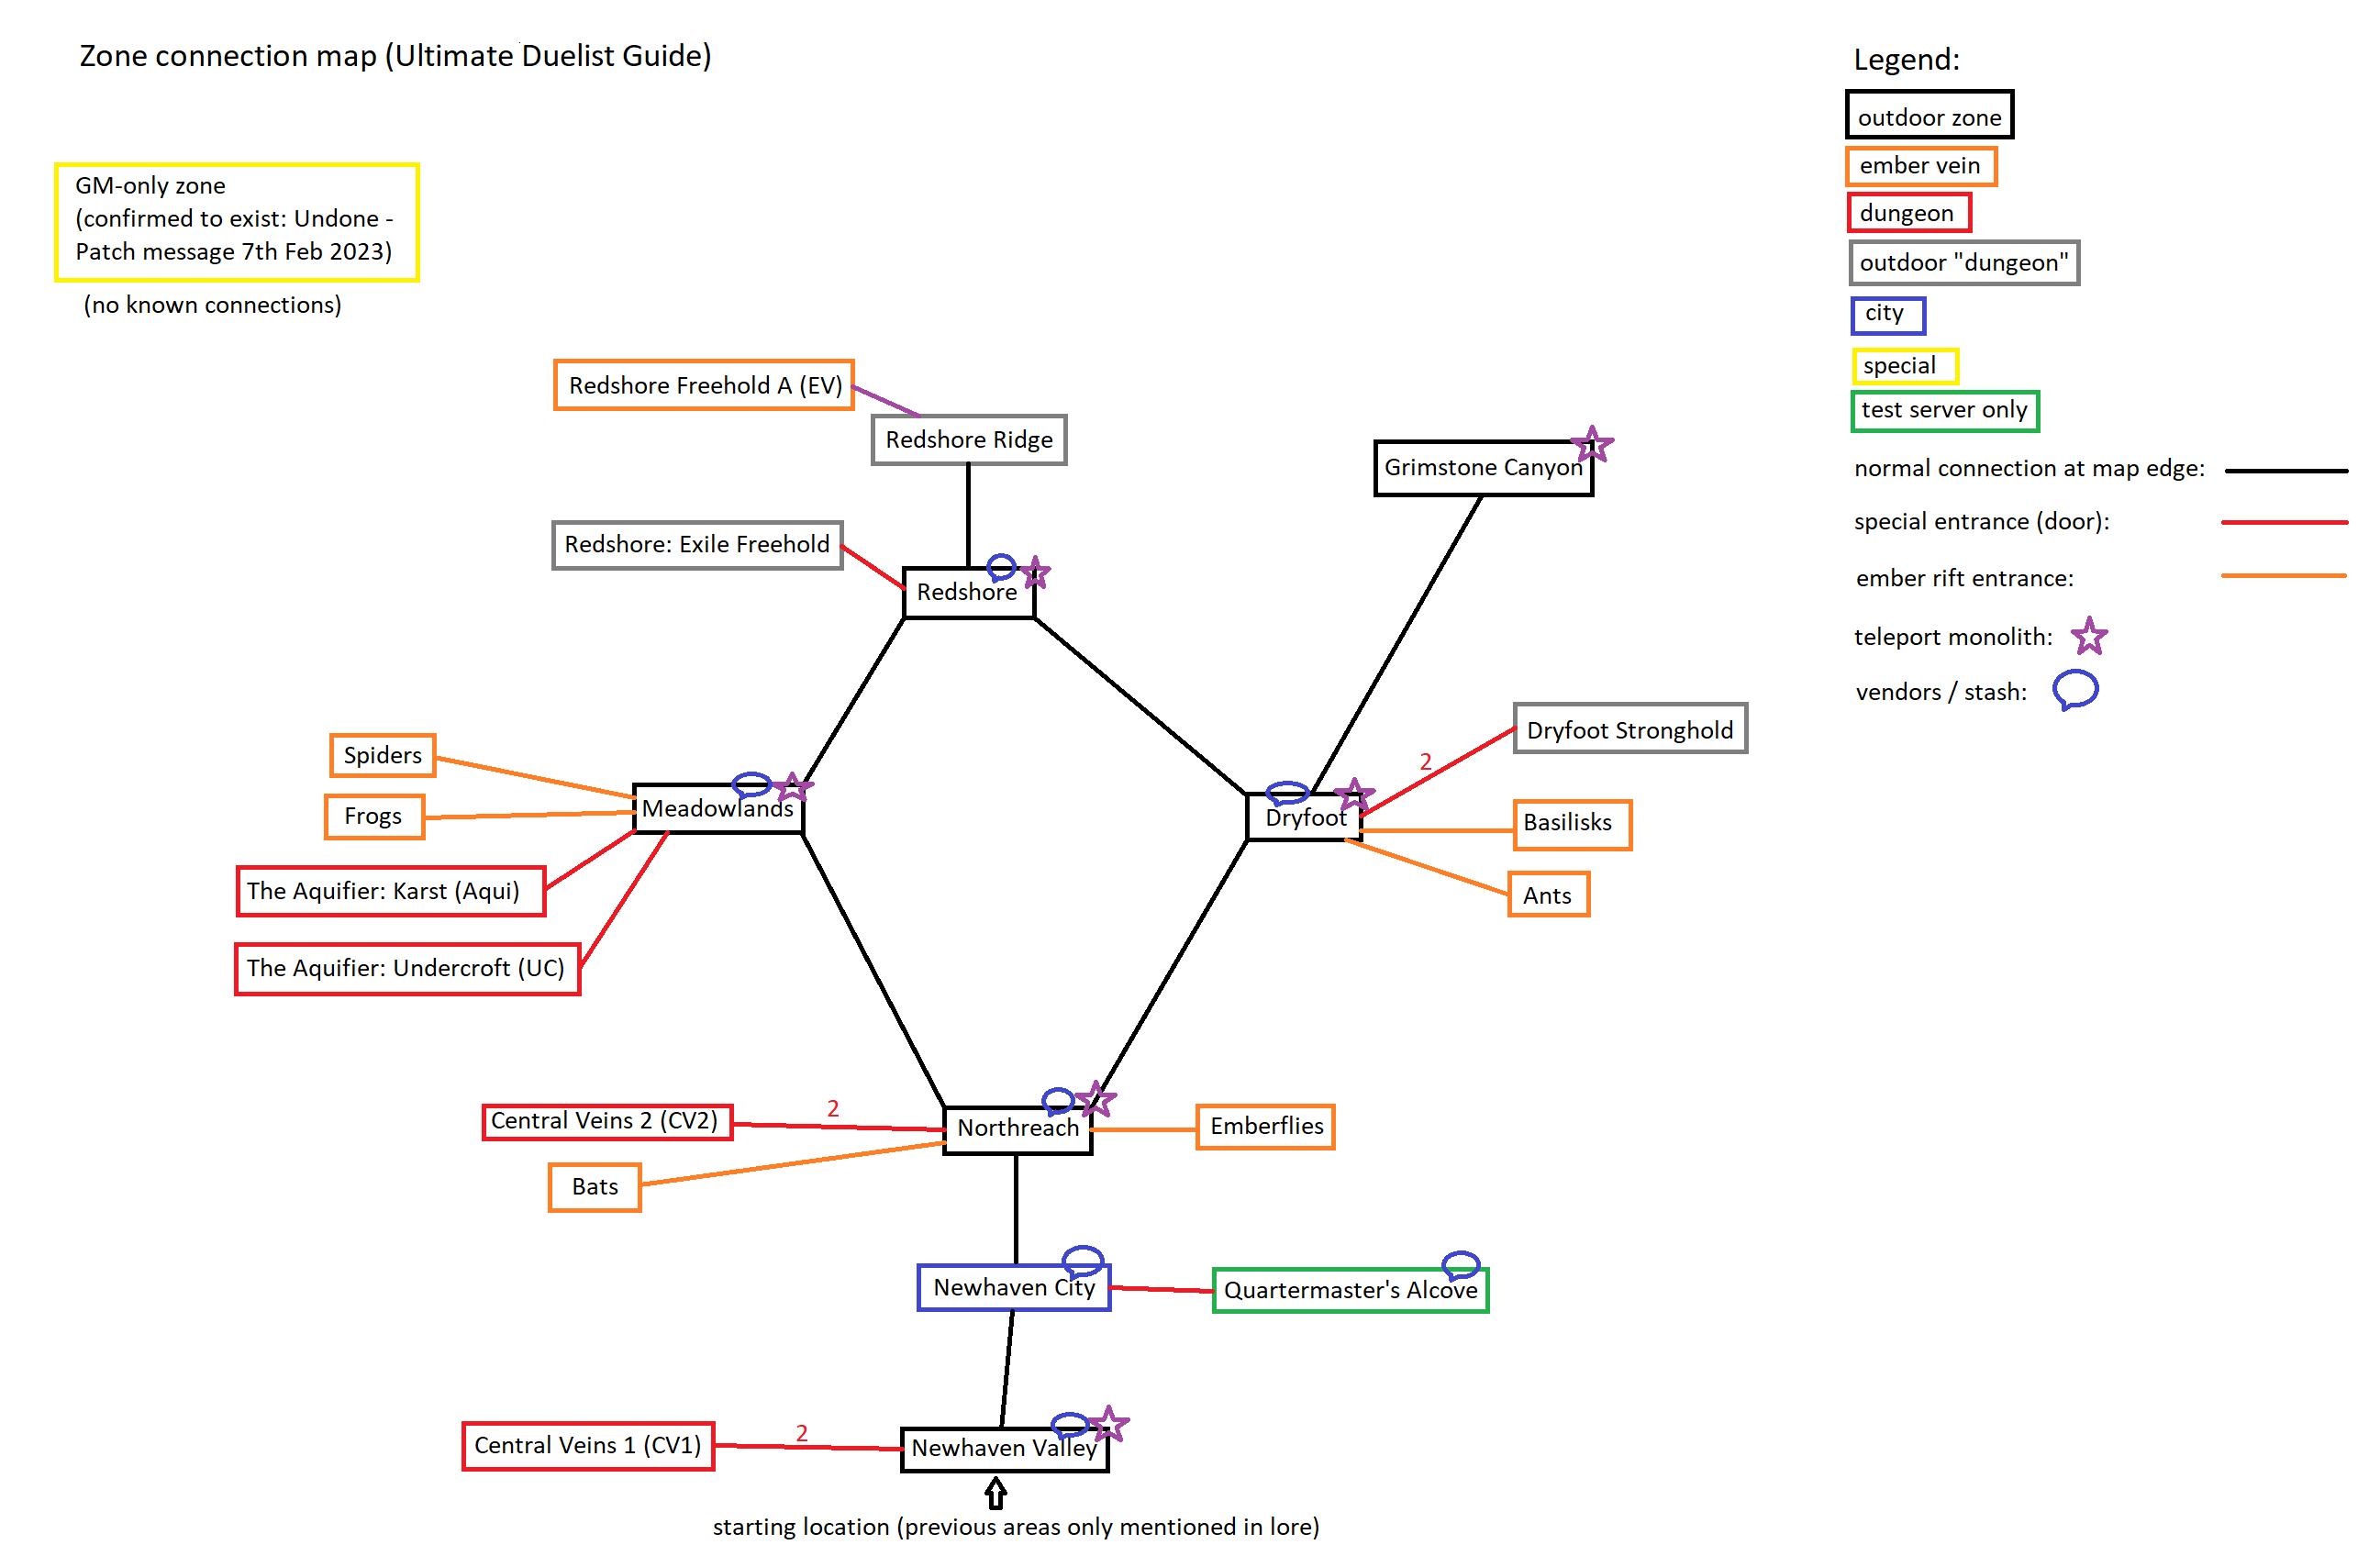 Zone connection map (Ultimate Duelist Guide)
GM-only zone
(confirmed to exist: Undone -
Patch message 7th Feb 2023)
(no known connections)
Redshore Freehold A (EV)
Redshore Ridge
Grimstone Canyon
Redshore: Exile Freehold
Redshore
Spiders
Frogs
Meadowlands
The Aquifier: Karst (Aqui)
The Aquifier: Undercroft (UC)
2
Dryfoot Stronghold
Dryfoot
Basilisks
Ants
Central Veins 2 (CV2)
2
Northreach
Emberflies
Bats
Newhaven City
Quartermaster's Alcove
Central Veins 1 (CV1)
2
Newhaven Valley
starting location (previous areas only mentioned in lore)
Legend:
outdoor zone
ember vein
dungeon
outdoor "dungeon"
city
special
test server only
normal connection at map edge:
special entrance (door):
ember rift entrance:
teleport monolith:
vendors / stash: